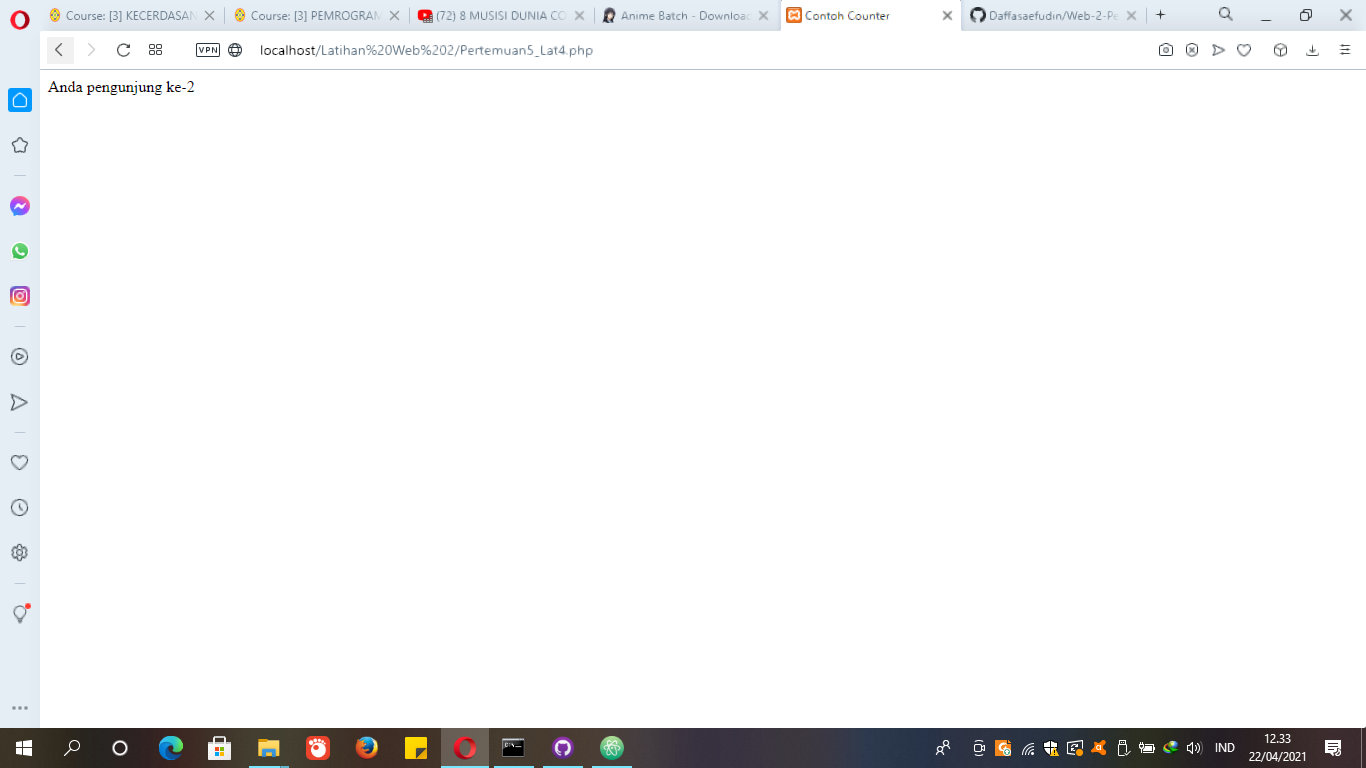 Course: [3] KECERDASAN
Course: [3] PEMROGRAM
(72) 8 MUSISI DUNIA CO
Anime Batch - Download
Contoh Counter
Daffasaefudin/Web-2-Pe
VPN
localhost/Latihan%20Web%202/Pertemuan5_Lat4.php
Anda pengunjung ke-2
IND
12.33
22/04/2021